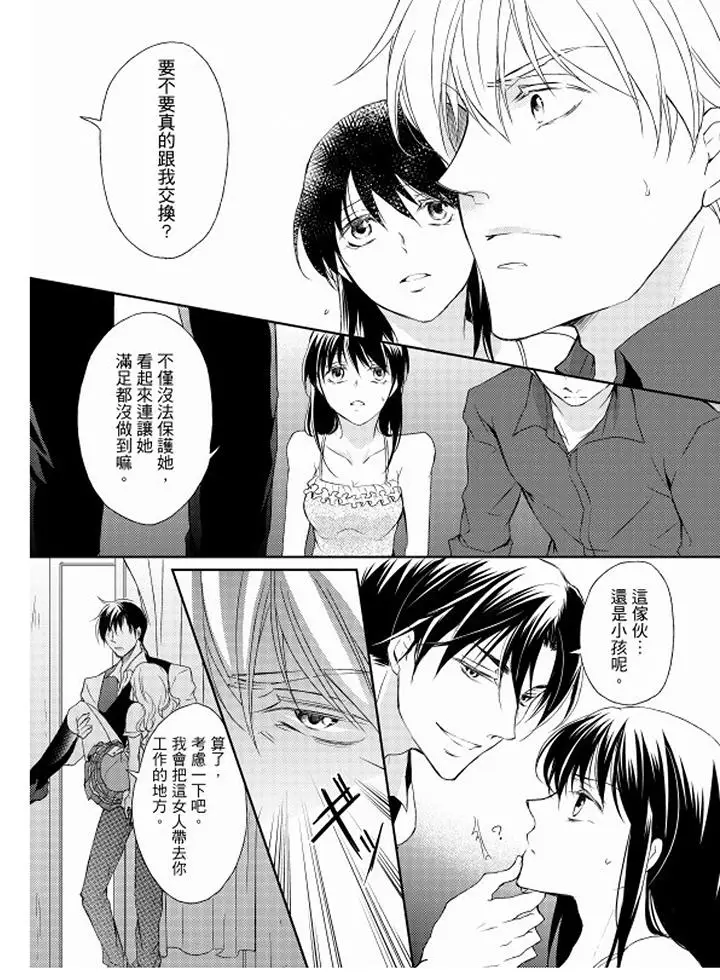 要不要真的跟我交換？
不僅沒法保護她，
看起來連讓她
滿足都沒做到嘛。
這傢伙…
還是小孩呢。
算了，
考慮一下吧。
我會把這女人帶去你
工作的地方。